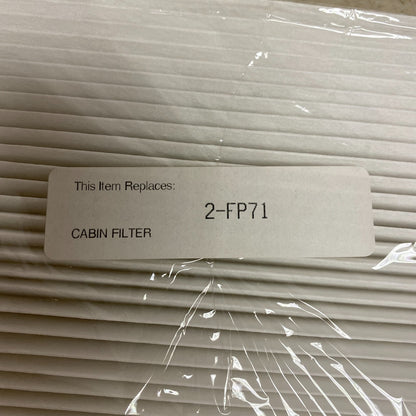 This Item Replaces:
2-FP71
CABIN FILTER